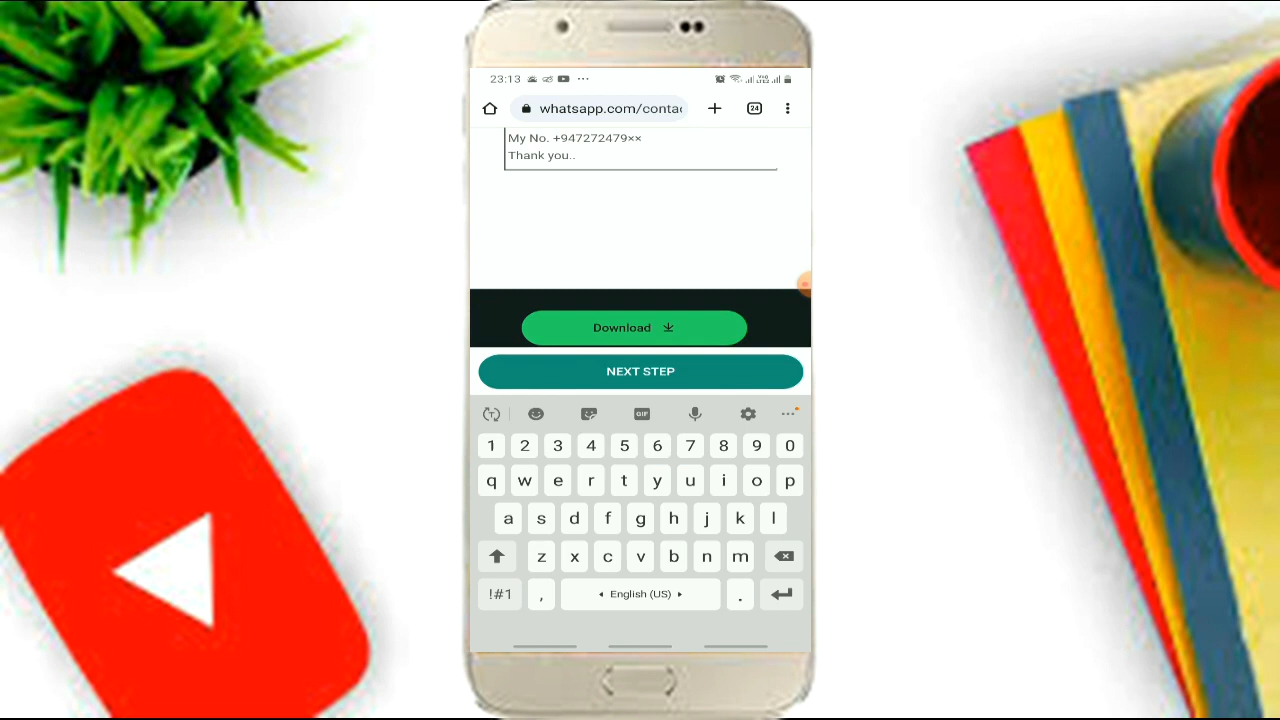 23:13
whatsapp.com/contac
24
My No. +947272479××
Thank you..
Download
NEXT STEP
GIF
1 2 3 4 5 6 7 8 9 0
q w e r t y u i o p
a s d f g h j k l
z x c v b n m
!#1 , English (US) .